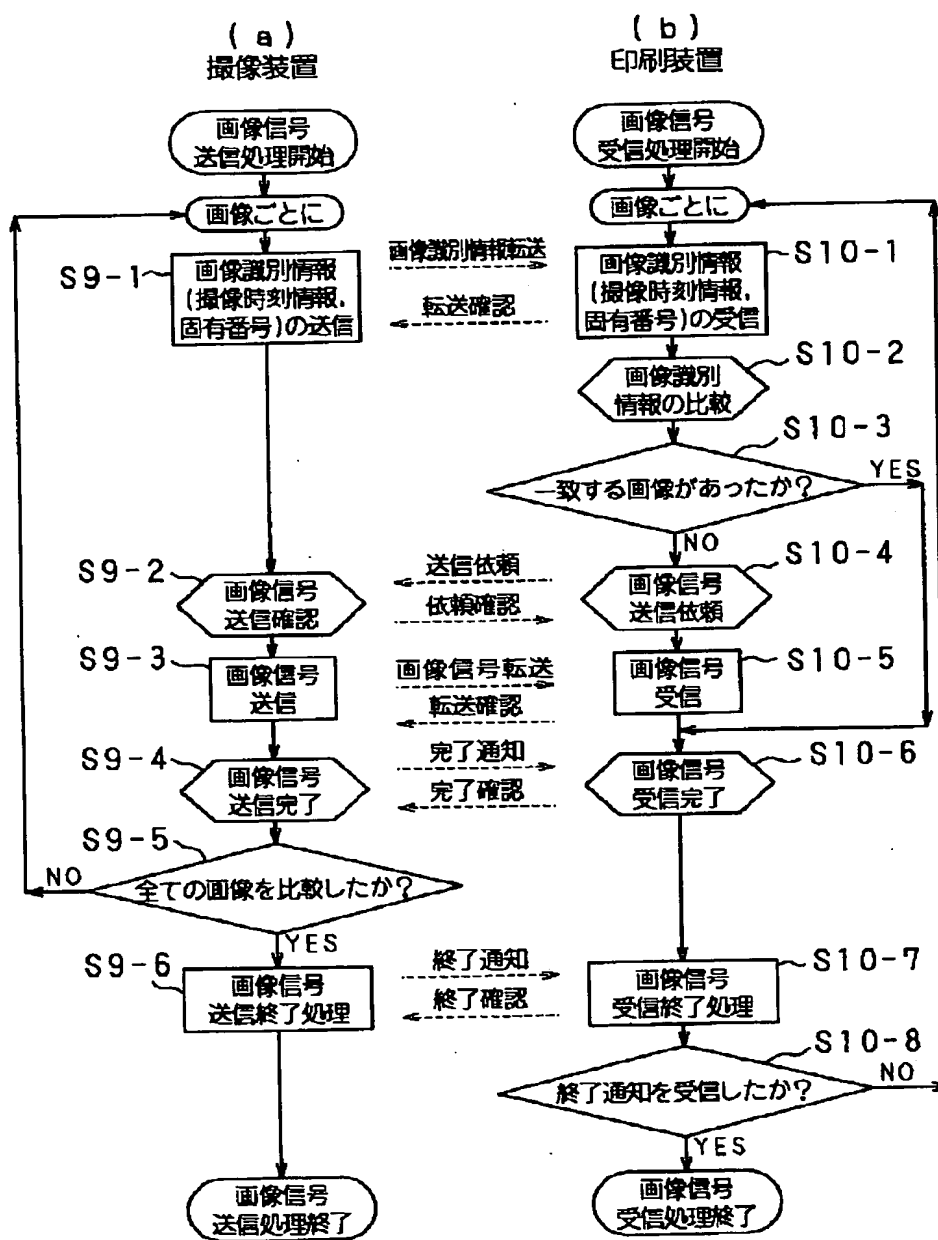 (a)
撮像装置
画像信号
送信処理開始
画像ごとに
S9-1
画像識別情報
(撮像時刻情報,
固有番号)の送信
S9-2
画像信号
送信確認
S9-3
画像信号
送信
S9-4
画像信号
送信完了
S9-5
全ての画像を比較したか?
NO
YES
S9-6
画像信号
送信終了処理
画像信号
送信処理終了
画像識別情報転送
転送確認
送信依頼
依頼確認
画像信号転送
転送確認
完了通知
完了確認
終了通知
終了確認
(b)
印刷装置
画像信号
受信処理開始
画像ごとに
S10-1
画像識別情報
(撮像時刻情報,
固有番号)の受信
S10-2
画像識別
情報の比較
S10-3
一致する画像があったか?
YES
NO
S10-4
画像信号
送信依頼
S10-5
画像信号
受信
S10-6
画像信号
受信完了
S10-7
画像信号
受信終了処理
S10-8
終了通知を受信したか?
NO
YES
画像信号
受信処理終了